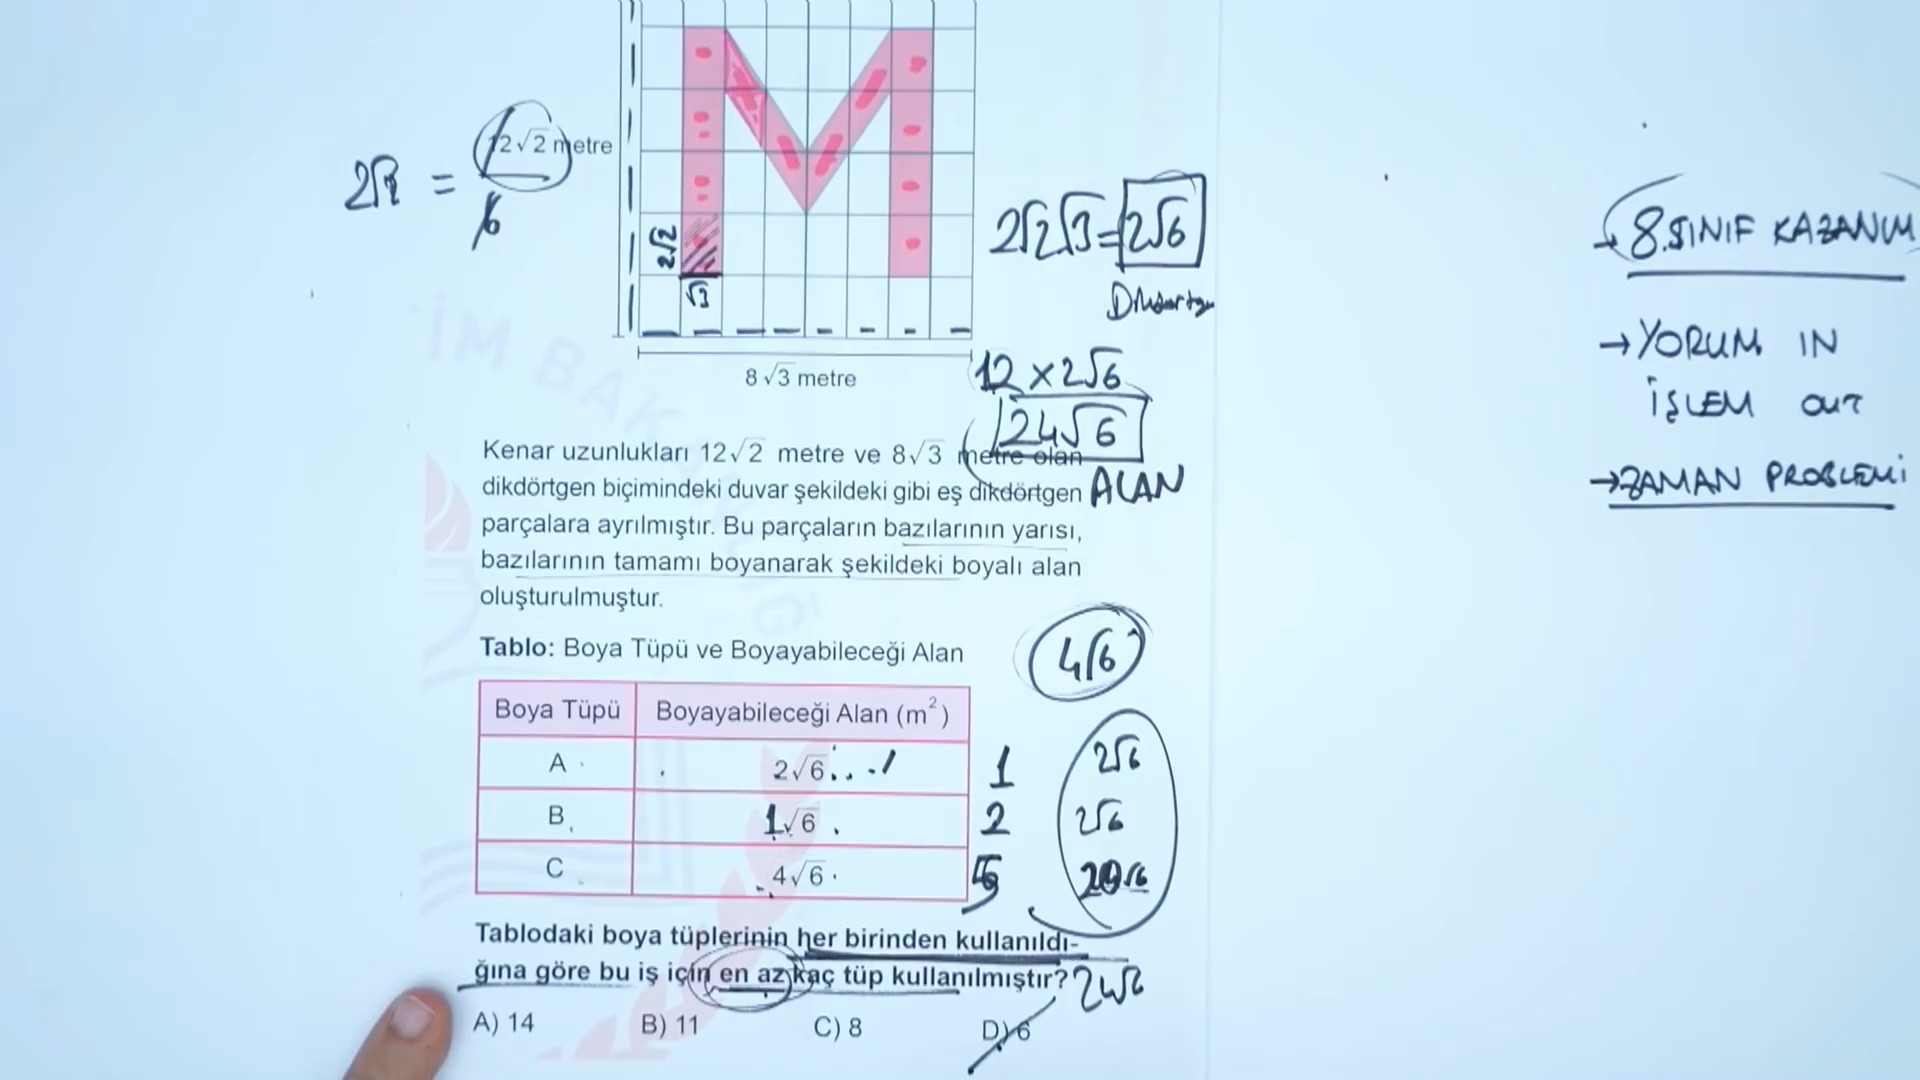 12√2 metre
2√2 =
6
2√2
√3
2√2√3=2√6
8√3 metre
12 x 2√6
24√6
ALAN
Kenar uzunlukları 12√2 metre ve 8√3 metre olan
dikdörtgen biçimindeki duvar şekildeki gibi eş dikdörtgen
parçalara ayrılmıştır. Bu parçaların bazılarının yarısı,
bazılarının tamamı boyanarak şekildeki boyalı alan
oluşturulmuştur.
Tablo: Boya Tüpü ve Boyayabileceği Alan
4√6
Boya Tüpü Boyayabileceği Alan (m²)
A 2√6 1 2√6
B 1√6 2 2√6
C 4√6 5 20√6
Tablodaki boya tüplerinin her birinden kullanıldı-
ğına göre bu iş için en az kaç tüp kullanılmıştır? 24√6
A) 14 B) 11 C) 8 D) 6
8.SINIF KAZANIM
→YORUM IN
İŞLEM OUT
→ZAMAN PROBLEMİ
İM BAKA